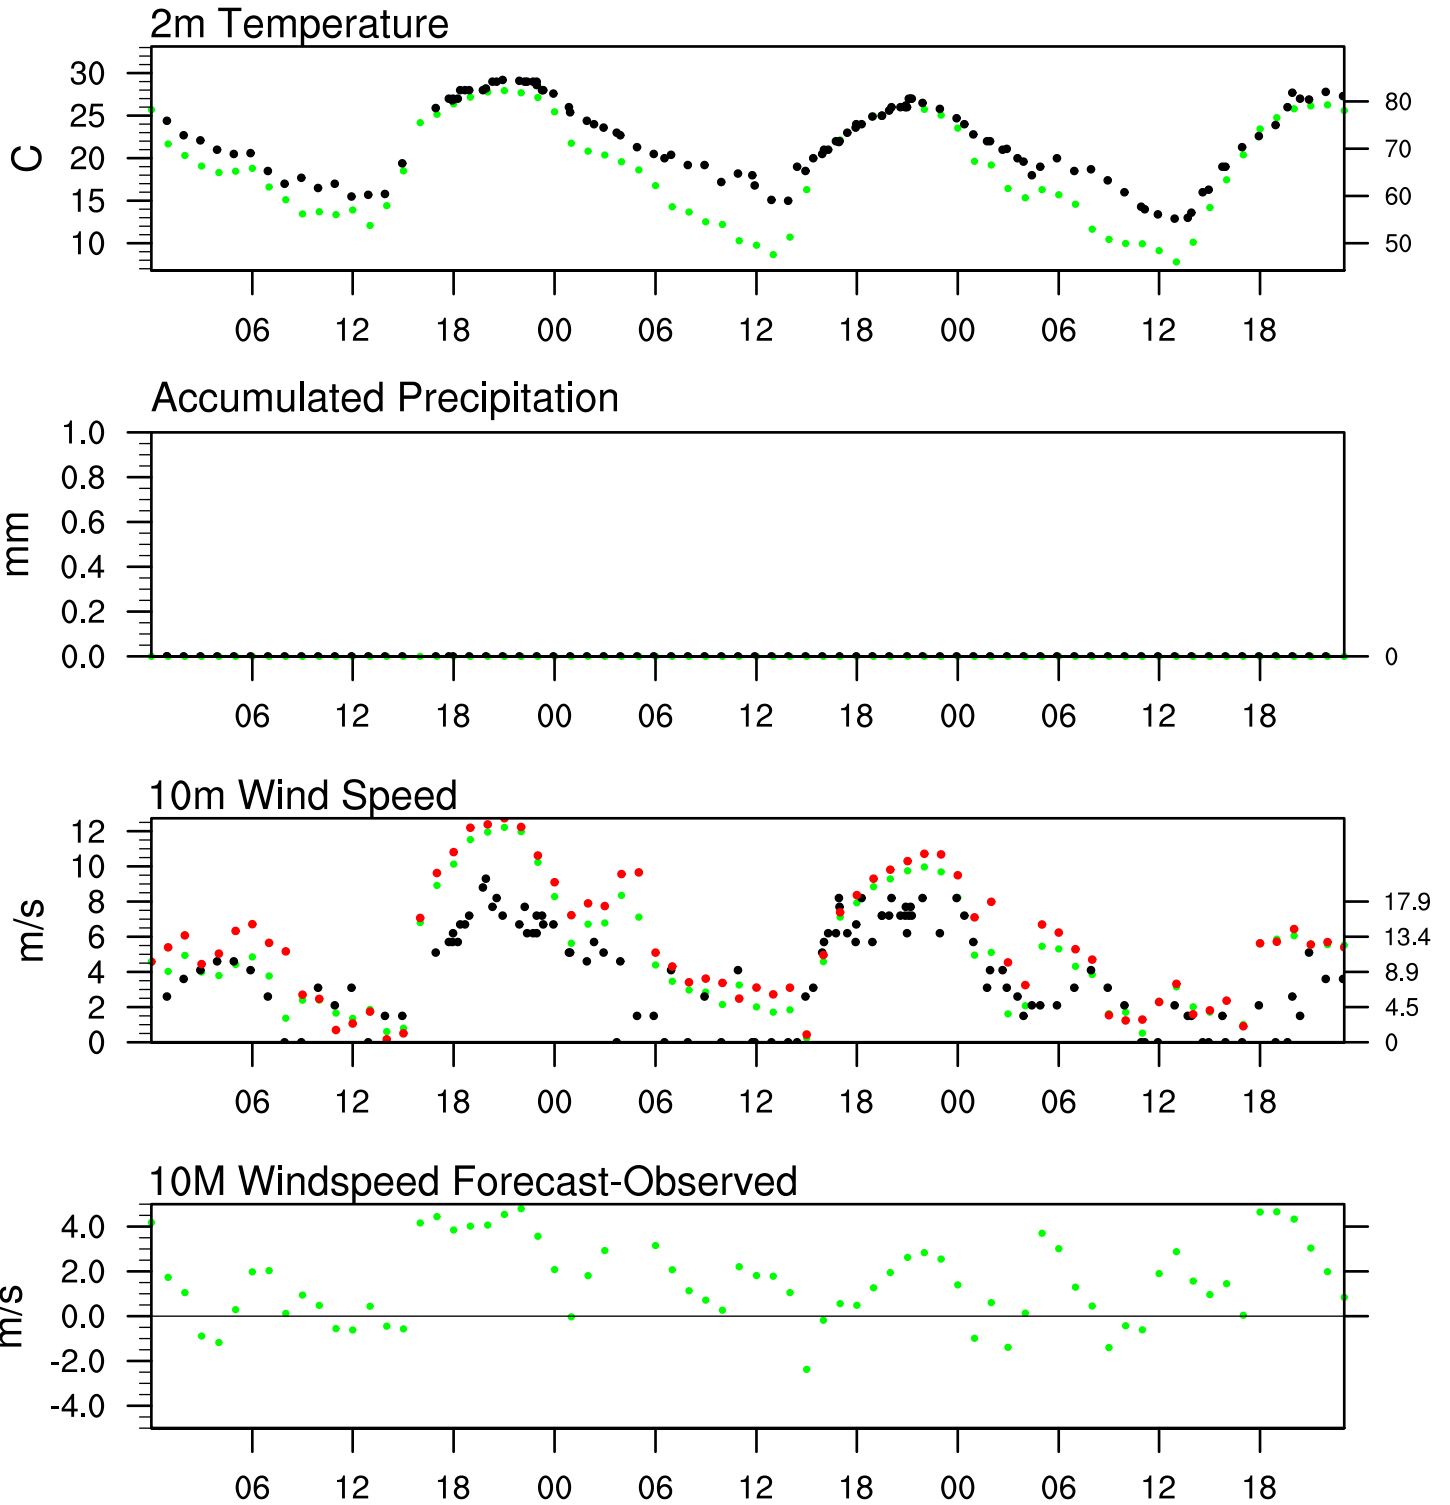 2m Temperature
30
25
20
15
10
C
80
70
60
50
06 12 18 00 06 12 18 00 06 12 18
Accumulated Precipitation
1.0
0.8
0.6
0.4
0.2
0.0
mm
0
06 12 18 00 06 12 18 00 06 12 18
10m Wind Speed
12
10
8
6
4
2
0
m/s
17.9
13.4
8.9
4.5
0
06 12 18 00 06 12 18 00 06 12 18
10M Windspeed Forecast-Observed
4.0
2.0
0.0
-2.0
-4.0
m/s
06 12 18 00 06 12 18 00 06 12 18